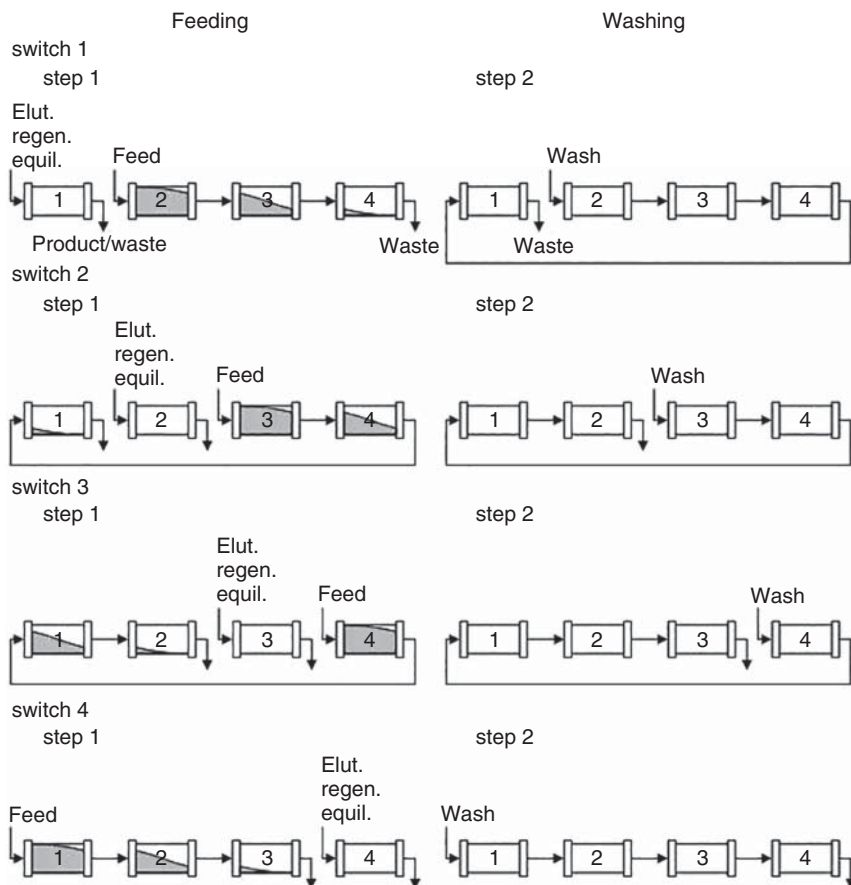 Feeding Washing
switch 1
step 1 step 2
Elut.
regen.
equil.
Feed
Wash
1 2 3 4 1 2 3 4
Product/waste Waste Waste
switch 2
step 1 step 2
Elut.
regen.
equil.
Feed
Wash
1 2 3 4 1 2 3 4
switch 3
step 1 step 2
Elut.
regen.
equil.
Feed
Wash
1 2 3 4 1 2 3 4
switch 4
step 1 step 2
Elut.
regen.
equil.
Feed Wash
1 2 3 4 1 2 3 4